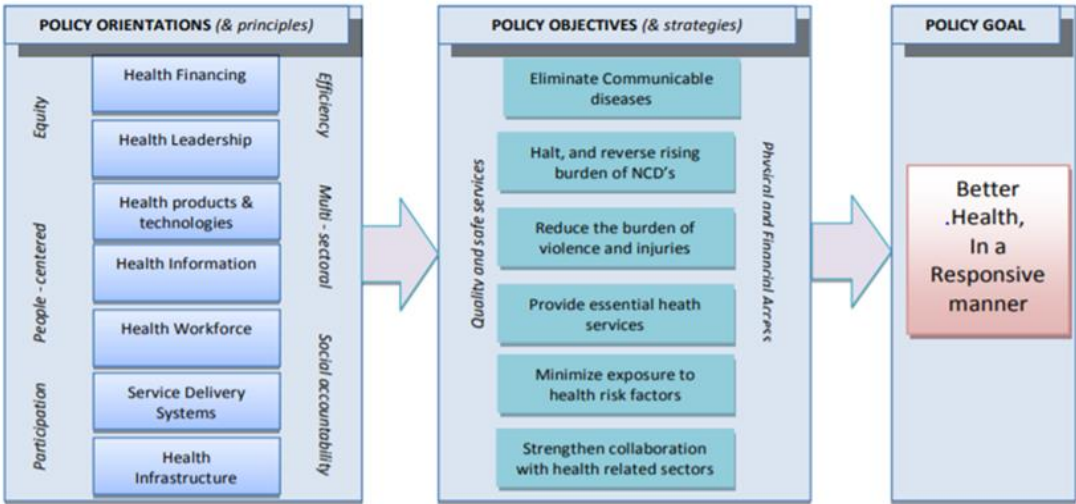 POLICY ORIENTATIONS (& principles)
Equity
People - centered
Participation
Health Financing
Health Leadership
Health products &
technologies
Health Information
Health Workforce
Service Delivery
Systems
Health
Infrastructure
Efficiency
Multi - sectoral
Social accountability
POLICY OBJECTIVES (& strategies)
Quality and safe services
Eliminate Communicable
diseases
Halt, and reverse rising
burden of NCD's
Reduce the burden of
violence and injuries
Provide essential heath
services
Minimize exposure to
health risk factors
Strengthen collaboration
with health related sectors
Physical and Financial Access
POLICY GOAL
Better
.Health,
In a
Responsive
manner